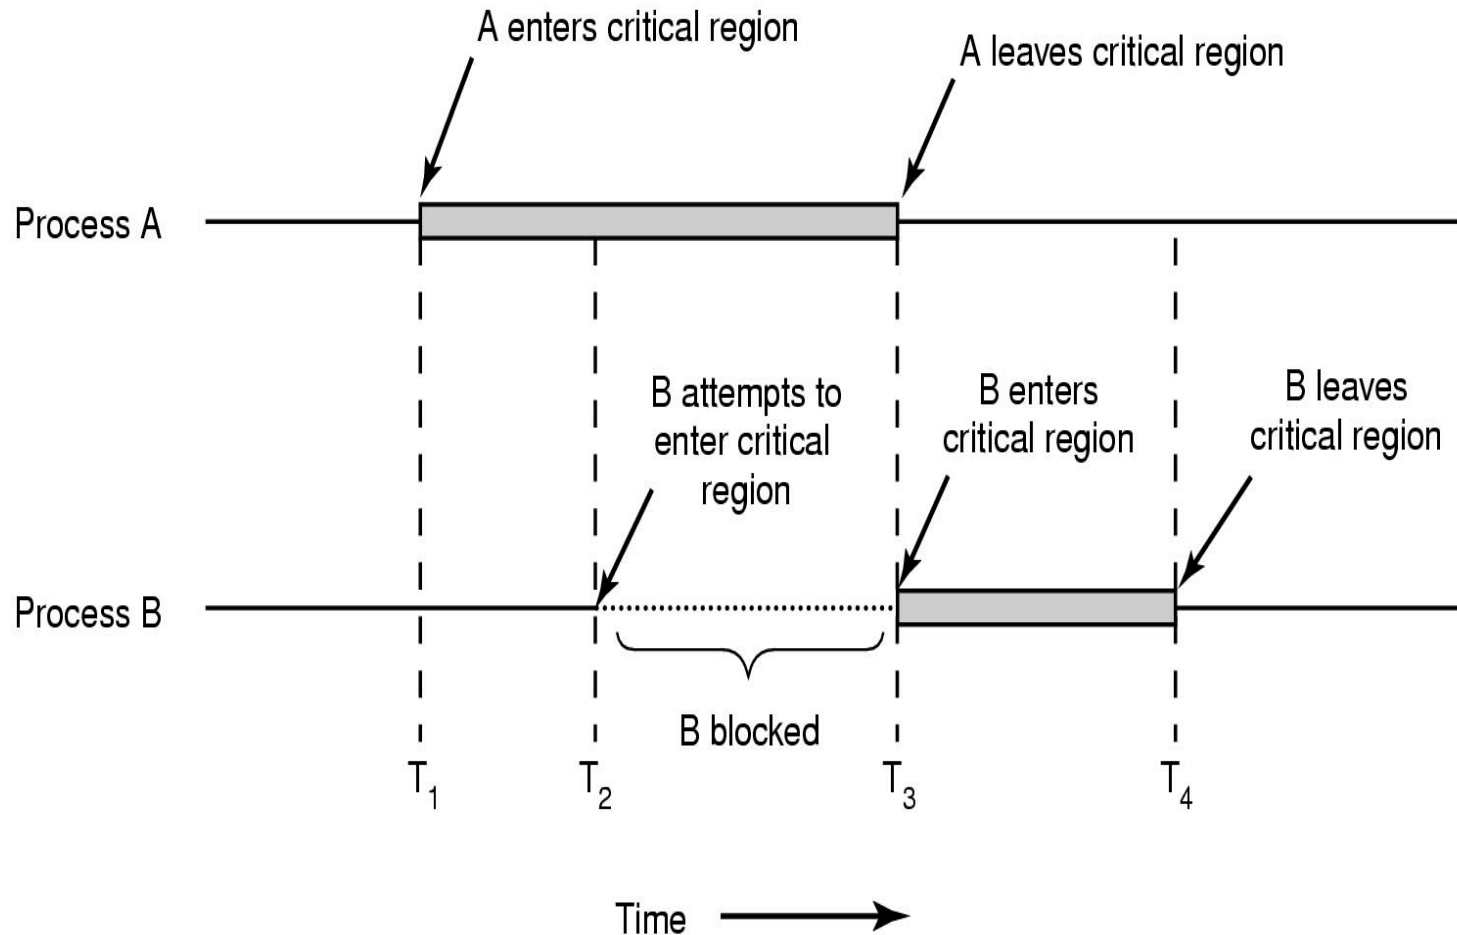 A enters critical region
A leaves critical region
Process A
B attempts to
enter critical
region
B enters
critical region
B leaves
critical region
Process B
B blocked
T1
T2
T3
T4
Time